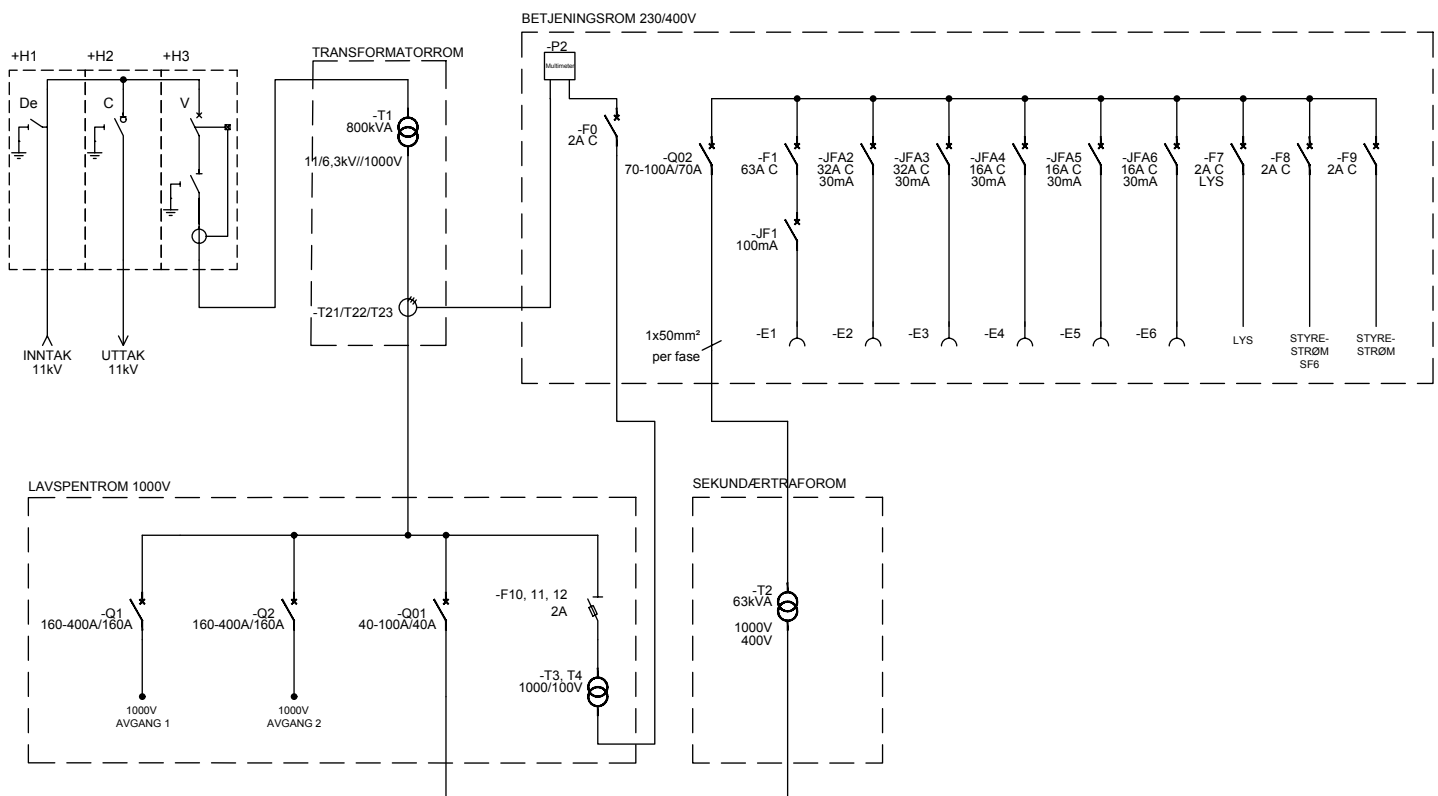 BETJENINGSROM 230/400V
+H1
+H2
+H3
De
C
V
INNTAK
11kV
UTTAK
11kV
TRANSFORMATORROM
-T1
800kVA
11/6,3kV//1000V
-T21/T22/T23
-P2
Multimeter
-F0
2A C
-Q02
70-100A/70A
-F1
63A C
-JF1
100mA
-JFA2
32A C
30mA
-JFA3
32A C
30mA
-JFA4
16A C
30mA
-JFA5
16A C
30mA
-JFA6
16A C
30mA
-F7
2A C
LYS
-F8
2A C
-F9
2A C
1x50mm²
per fase
-E1
-E2
-E3
-E4
-E5
-E6
LYS
STYRE-
STRØM
SF6
STYRE-
STRØM
LAVSPENTROM 1000V
-Q1
160-400A/160A
1000V
AVGANG 1
-Q2
160-400A/160A
1000V
AVGANG 2
-Q01
40-100A/40A
-F10, 11, 12
2A
-T3, T4
1000/100V
SEKUNDÆRTRAFOROM
-T2
63kVA
1000V
400V